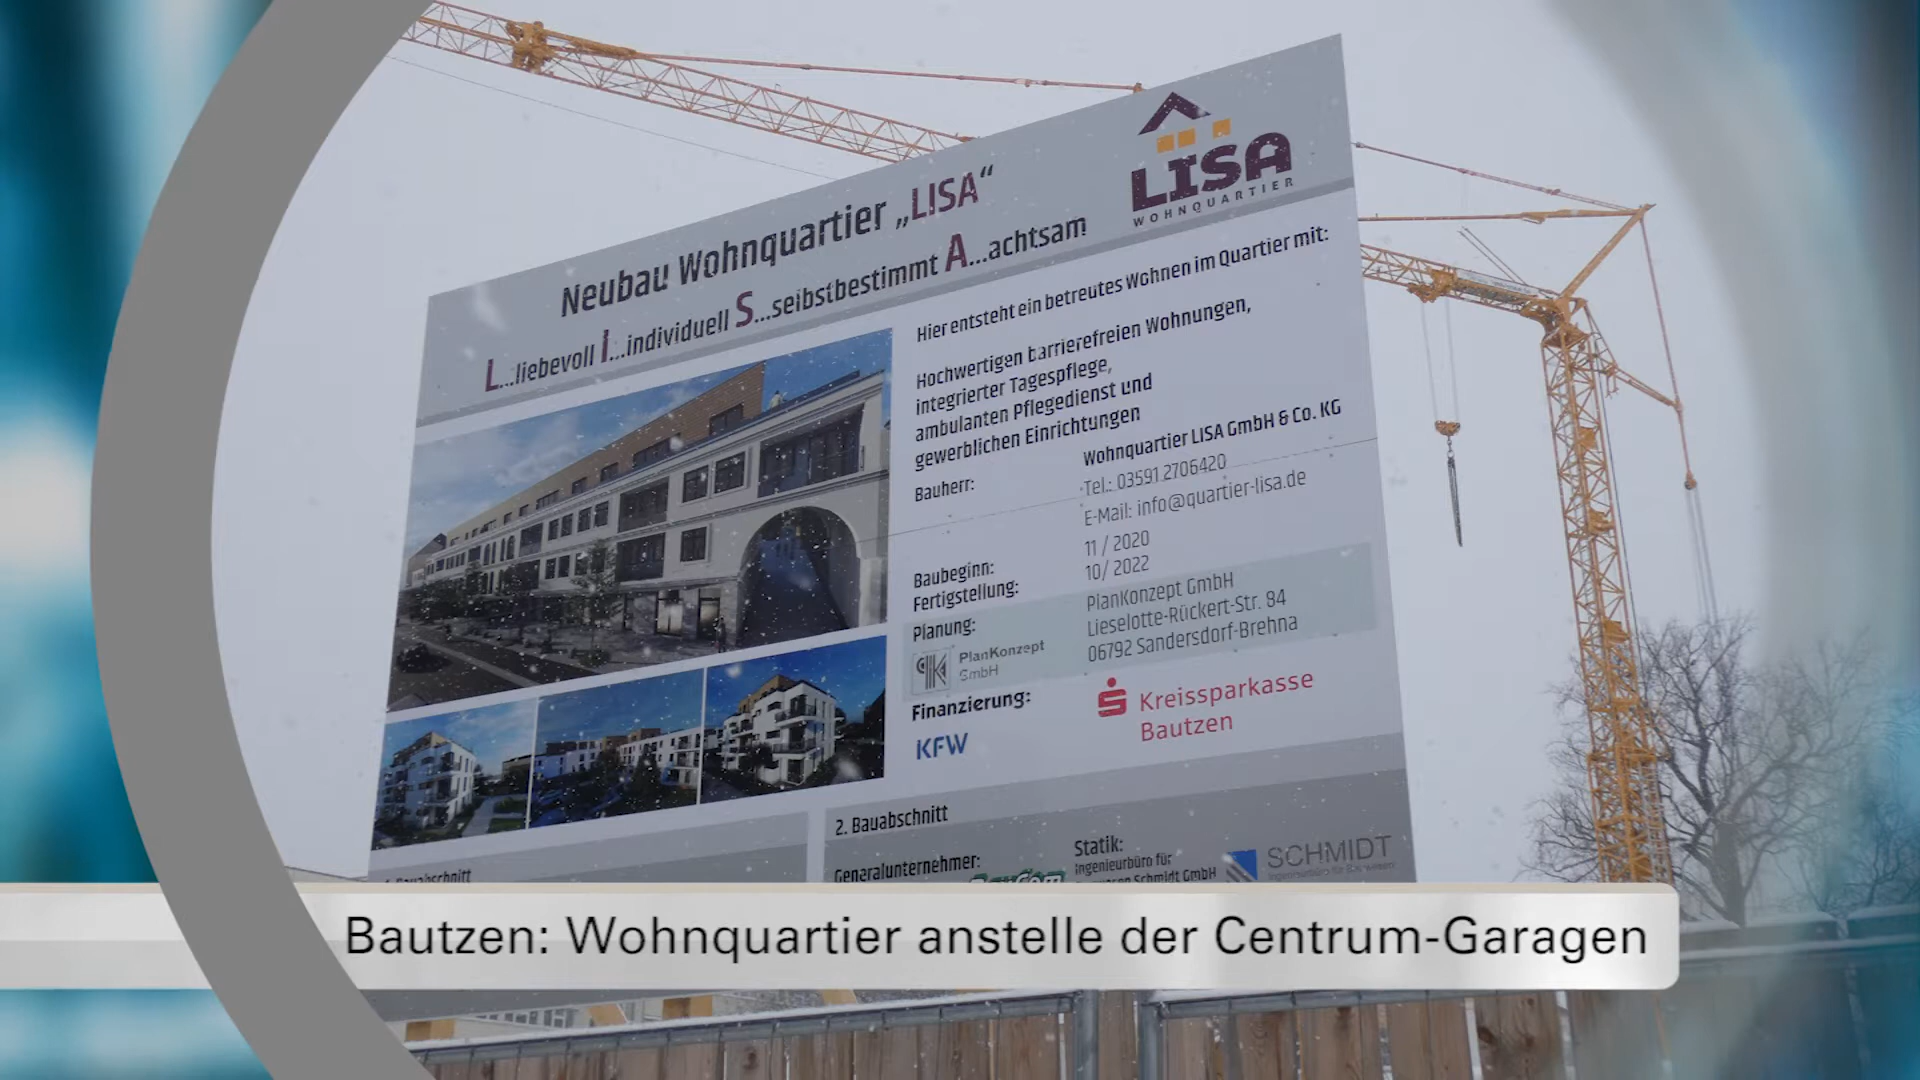 Neubau Wohnquartier „LISA“
L...liebevoll I...individuell S...selbstbestimmt A...achtsam
LISA
WOHNQUARTIER
Hier entsteht ein betreutes Wohnen im Quartier mit:
Hochwertigen barrierefreien Wohnungen,
integrierter Tagespflege,
ambulanten Pflegedienst und
gewerblichen Einrichtungen
Bauherr: Wohnquartier LISA GmbH & Co. KG
Tel.: 03591 2706420
E-Mail: info@quartier-lisa.de
Baubeginn: 11 / 2020
Fertigstellung: 10/ 2022
Planung: PlanKonzept GmbH
Lieselotte-Rückert-Str. 84
06792 Sandersdorf-Brehna
PlanKonzept
GmbH
Finanzierung:
KFW
Kreissparkasse
Bautzen
1. Bauabschnitt
2. Bauabschnitt
Generalunternehmer:
Statik:
Ingenieurbüro für
Schmidt GmbH
SCHMIDT
Bautzen: Wohnquartier anstelle der Centrum-Garagen